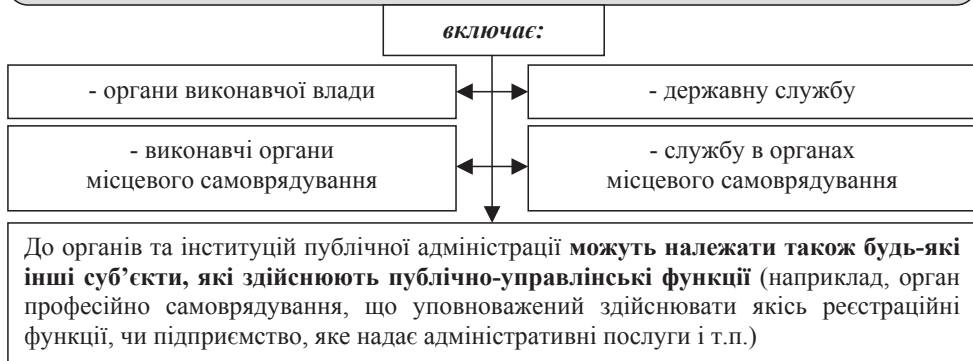 включає:
- органи виконавчої влади
- державну службу
- виконавчі органи
місцевого самоврядування
- службу в органах
місцевого самоврядування
До органів та інституцій публічної адміністрації можуть належати також будь-які
інші суб’єкти, які здійснюють публічно-управлінські функції (наприклад, орган
професійно самоврядування, що уповноважений здійснювати якісь реєстраційні
функції, чи підприємство, яке надає адміністративні послуги і т.п.)